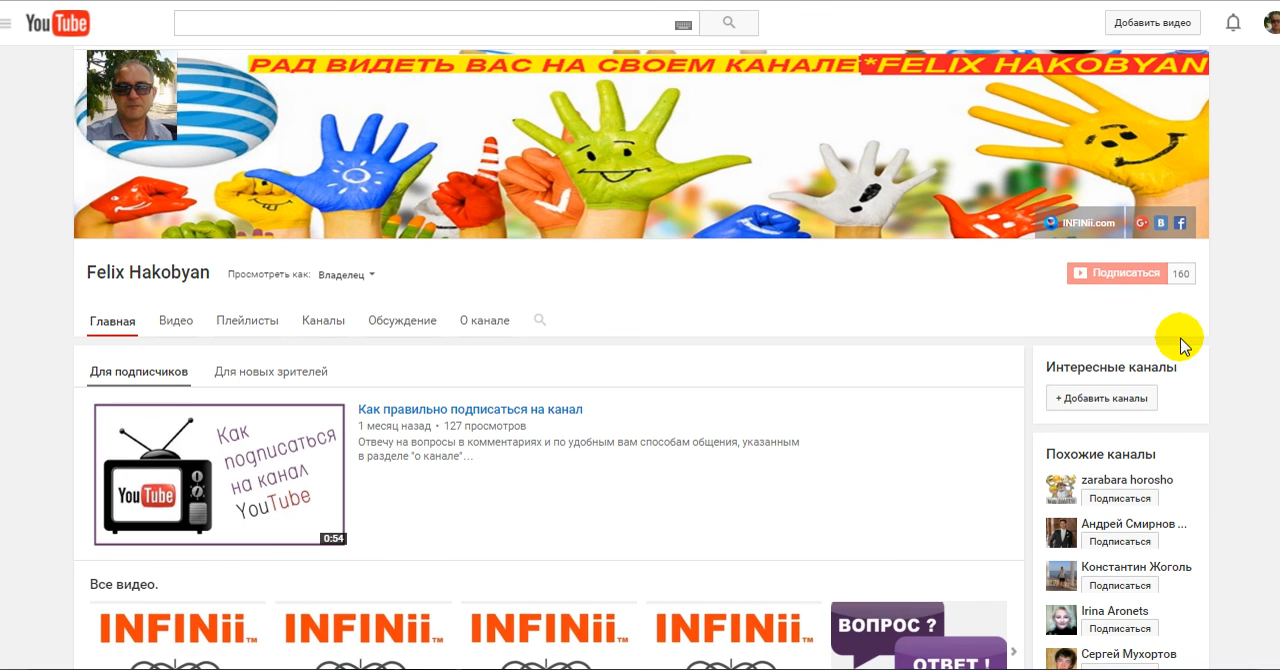 YouTube
Добавить видео
РАД ВИДЕТЬ ВАС НА СВОЕМ КАНАЛЕ!*FELIX HAKOBYAN
INFINii.com
Felix Hakobyan
Просмотреть как: Владелец
Подписаться 160
Главная Видео Плейлисты Каналы Обсуждение О канале
Для подписчиков Для новых зрителей
Как
подписаться
на канал
YouTube
YouTube
0:54
Как правильно подписаться на канал
1 месяц назад • 127 просмотров
Отвечу на вопросы в комментариях и по удобным вам способам общения, указанным
в разделе "о канале"...
Все видео.
INFINii™ INFINii™ INFINii™ INFINii™
ВОПРОС ?
ОТВЕТ !
Интересные каналы
+ Добавить каналы
Похожие каналы
zarabara horosho
Подписаться
Андрей Смирнов ...
Подписаться
Константин Жоголь
Подписаться
Irina Aronets
Подписаться
Сергей Мухортов